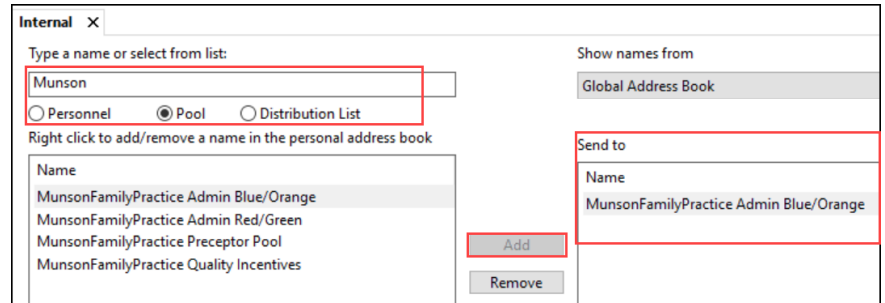 Internal X
Type a name or select from list:
Munson
Personnel Pool Distribution List
Right click to add/remove a name in the personal address book
Name
MunsonFamilyPractice Admin Blue/Orange
MunsonFamilyPractice Admin Red/Green
MunsonFamilyPractice Preceptor Pool
MunsonFamilyPractice Quality Incentives
Add
Remove
Show names from
Global Address Book
Send to
Name
MunsonFamilyPractice Admin Blue/Orange